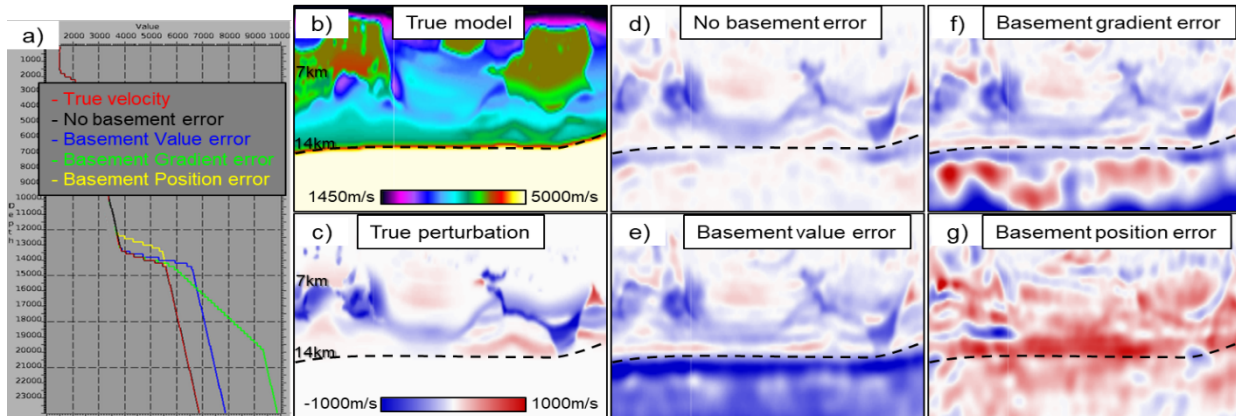 a)
Value
2000 3000 4000 5000 6000 7000 8000 9000 1000
1000
2000
3000
4000
5000
6000
7000
8000
9000
10000
11000
12000
13000
14000
15000
16000
17000
18000
19000
20000
21000
22000
23000
Depth
- True velocity
- No basement error
- Basement Value error
- Basement Gradient error
- Basement Position error
b) True model
7km
14km
1450m/s 5000m/s
c) True perturbation
7km
14km
-1000m/s 1000m/s
d) No basement error
e) Basement value error
f) Basement gradient error
g) Basement position error